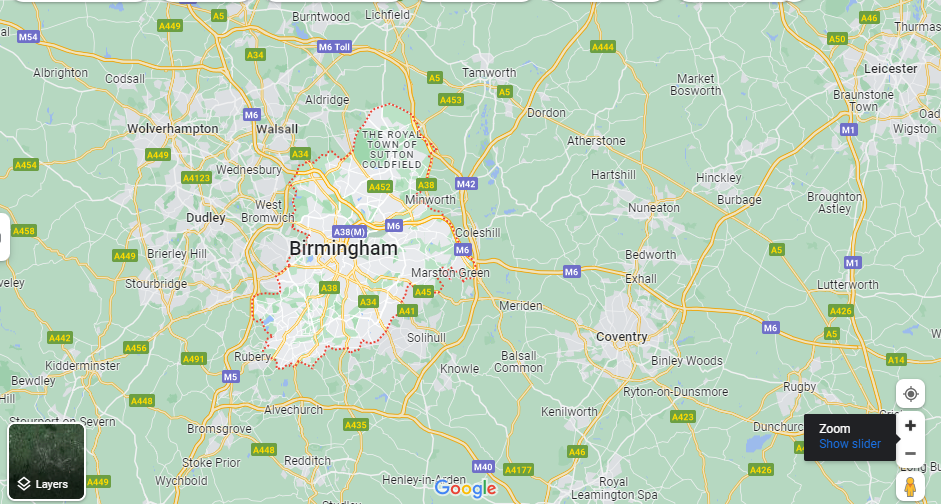 Burntwood
Lichfield
A449
A5
A46
M54
A50
Thurmas
M6 Toll
A444
A34
Leicester
Albrighton
Codsall
A5
Tamworth
Market
Bosworth
A5
Aldridge
A453
Braunstone
Town
Dordon
M6
M1
Wigston
Wolverhampton
Walsall
THE ROYAL
TOWN OF
SUTTON
COLDFIELD
Atherstone
A449
A34
A454
Wednesbury
A4123
Hartshill
Hinckley
A452
A38
M42
Minworth
Burbage
Broughton
Astley
West
Bromwich
Dudley
Nuneaton
A458
A38(M)
M6
Coleshill
Birmingham
M6
A5
A449
Brierley Hill
Bedworth
M1
Marston Green
M6
Exhall
Stourbridge
A38
A45
Lutterworth
A34
A41
Meriden
A426
A442
Solihull
Coventry
M6
A5
A456
A491
Rubery
Balsall
Common
Binley Woods
A14
Kidderminster
Knowle
M5
Bewdley
Ryton-on-Dunsmore
Rugby
A448
Alvechurch
Kenilworth
A423
Stourport-on-Severn
Bromsgrove
A435
Zoom
Show slider
A448
A46
Stoke Prior
Redditch
M40
A4177
A426
A449
Wychbold
Layers
Henley-in-Arden
Google
Royal
Leamington Spa